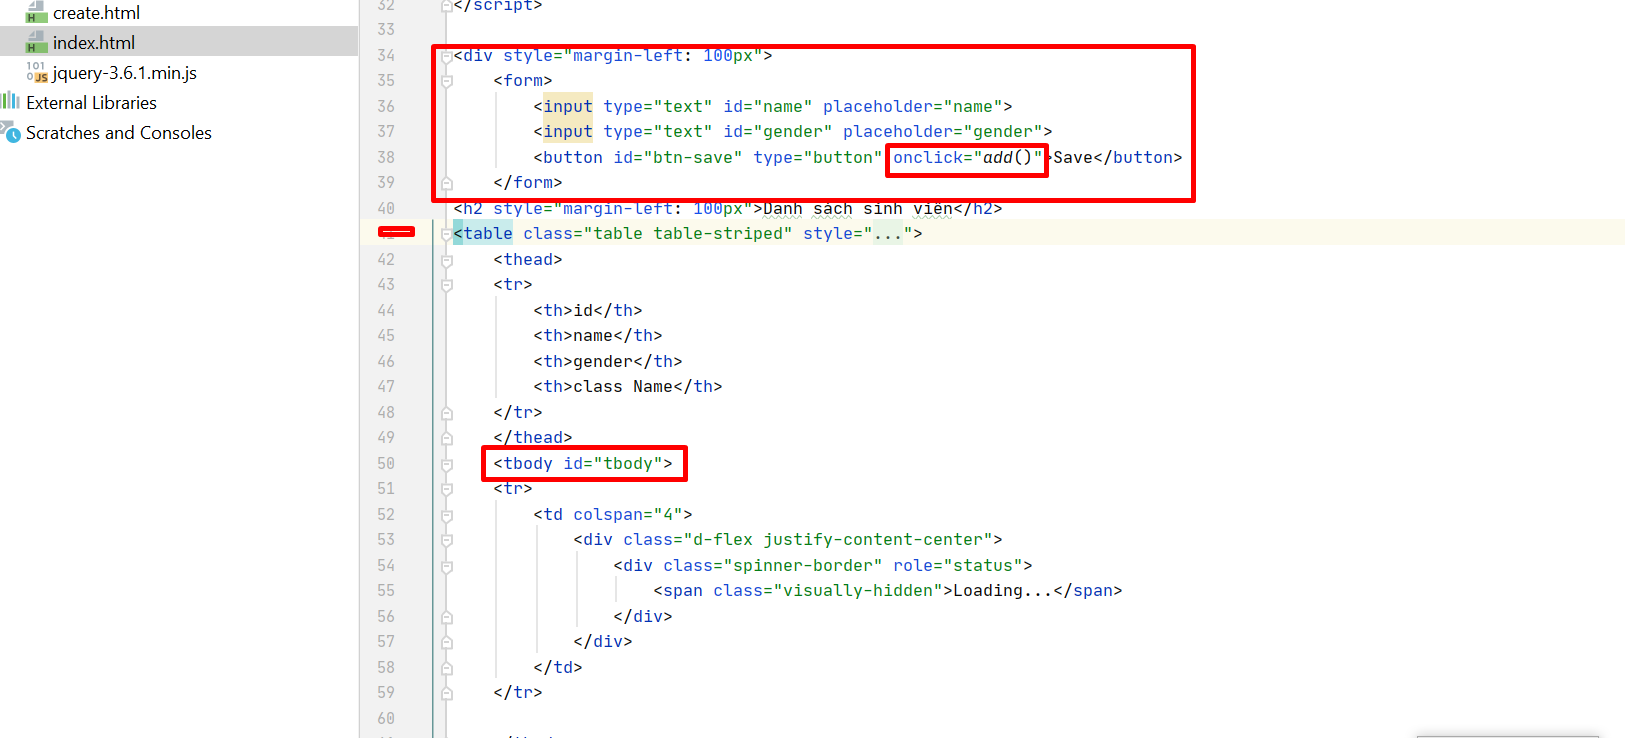 create.html
index.html
jquery-3.6.1.min.js
External Libraries
Scratches and Consoles
32 </script>
33
34 <div style="margin-left: 100px">
35 <form>
36 <input type="text" id="name" placeholder="name">
37 <input type="text" id="gender" placeholder="gender">
38 <button id="btn-save" type="button" onclick="add()">Save</button>
39 </form>
40 <h2 style="margin-left: 100px">Danh sách sinh viên</h2>
<table class="table table-striped" style="...">
42 <thead>
43 <tr>
44 <th>id</th>
45 <th>name</th>
46 <th>gender</th>
47 <th>class Name</th>
48 </tr>
49 </thead>
50 <tbody id="tbody">
51 <tr>
52 <td colspan="4">
53 <div class="d-flex justify-content-center">
54 <div class="spinner-border" role="status">
55 <span class="visually-hidden">Loading...</span>
56 </div>
57 </div>
58 </td>
59 </tr>
60